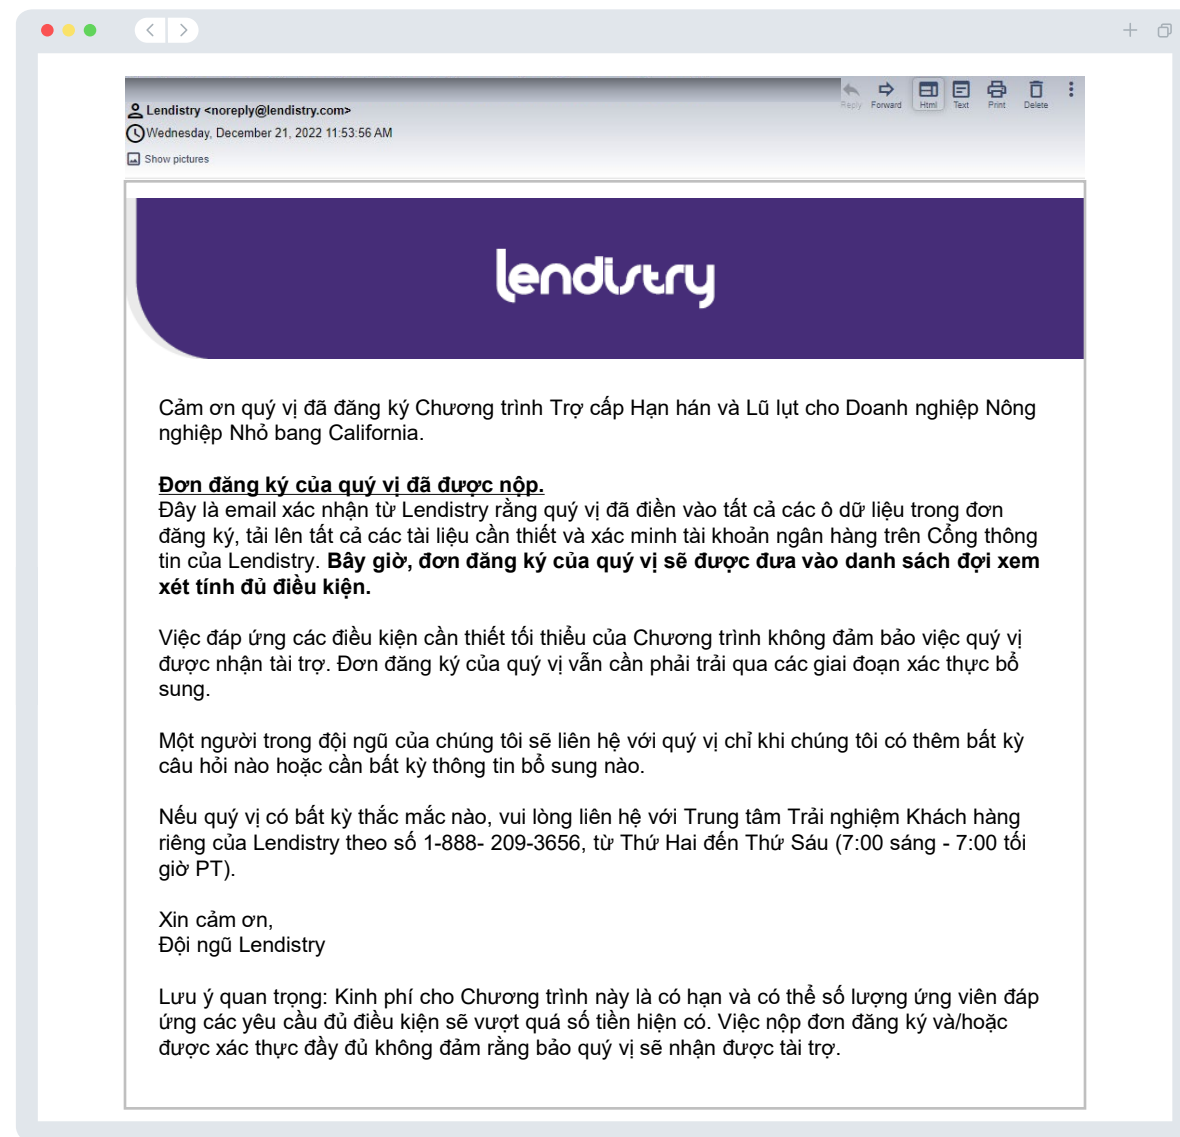 Lendistry <noreply@lendistry.com>
Wednesday, December 21, 2022 11:53:56 AM
Show pictures
Reply Forward Html Text Print Delete
lendistry
Cảm ơn quý vị đã đăng ký Chương trình Trợ cấp Hạn hán và Lũ lụt cho Doanh nghiệp Nông
nghiệp Nhỏ bang California.
Đơn đăng ký của quý vị đã được nộp.
Đây là email xác nhận từ Lendistry rằng quý vị đã điền vào tất cả các ô dữ liệu trong đơn
đăng ký, tải lên tất cả các tài liệu cần thiết và xác minh tài khoản ngân hàng trên Cổng thông
tin của Lendistry. Bây giờ, đơn đăng ký của quý vị sẽ được đưa vào danh sách đợi xem
xét tính đủ điều kiện.
Việc đáp ứng các điều kiện cần thiết tối thiểu của Chương trình không đảm bảo việc quý vị
được nhận tài trợ. Đơn đăng ký của quý vị vẫn cần phải trải qua các giai đoạn xác thực bổ
sung.
Một người trong đội ngũ của chúng tôi sẽ liên hệ với quý vị chỉ khi chúng tôi có thêm bất kỳ
câu hỏi nào hoặc cần bất kỳ thông tin bổ sung nào.
Nếu quý vị có bất kỳ thắc mắc nào, vui lòng liên hệ với Trung tâm Trải nghiệm Khách hàng
riêng của Lendistry theo số 1-888- 209-3656, từ Thứ Hai đến Thứ Sáu (7:00 sáng - 7:00 tối
giờ PT).
Xin cảm ơn,
Đội ngũ Lendistry
Lưu ý quan trọng: Kinh phí cho Chương trình này là có hạn và có thể số lượng ứng viên đáp
ứng các yêu cầu đủ điều kiện sẽ vượt quá số tiền hiện có. Việc nộp đơn đăng ký và/hoặc
được xác thực đầy đủ không đảm rằng bảo quý vị sẽ nhận được tài trợ.